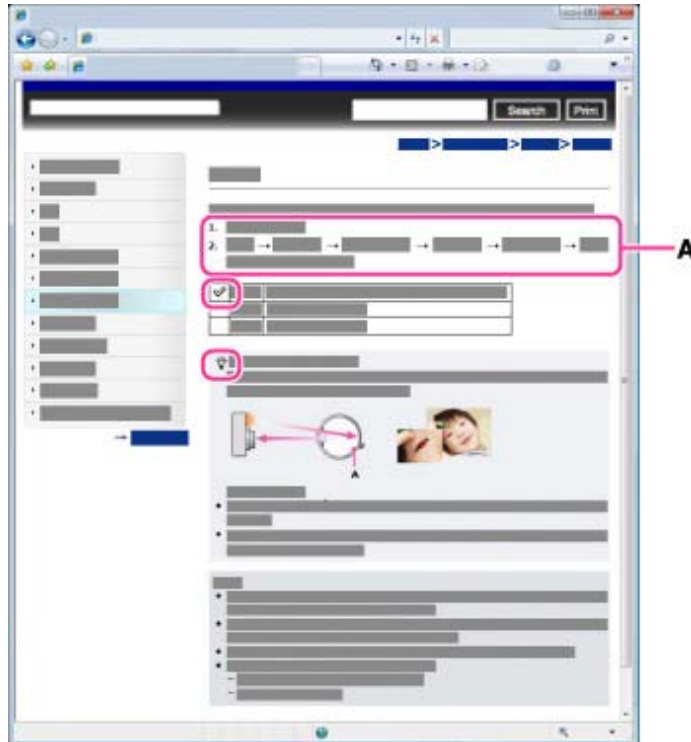 Search Print
> > >
1.
2. → → → → →
A
A
→